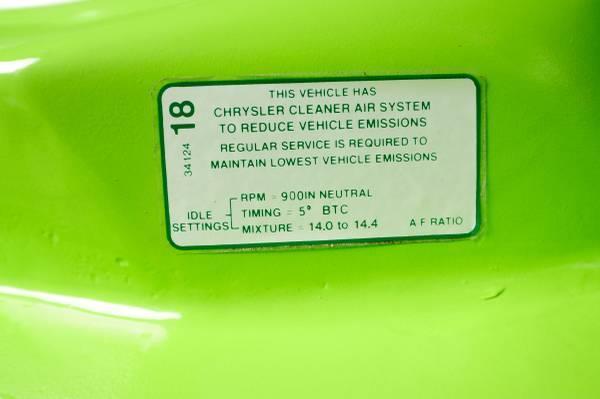 18
34124
THIS VEHICLE HAS
CHRYSLER CLEANER AIR SYSTEM
TO REDUCE VEHICLE EMISSIONS
REGULAR SERVICE IS REQUIRED TO
MAINTAIN LOWEST VEHICLE EMISSIONS
IDLE
SETTINGS
RPM = 900IN NEUTRAL
TIMING = 5° BTC
MIXTURE = 14.0 to 14.4 A F RATIO